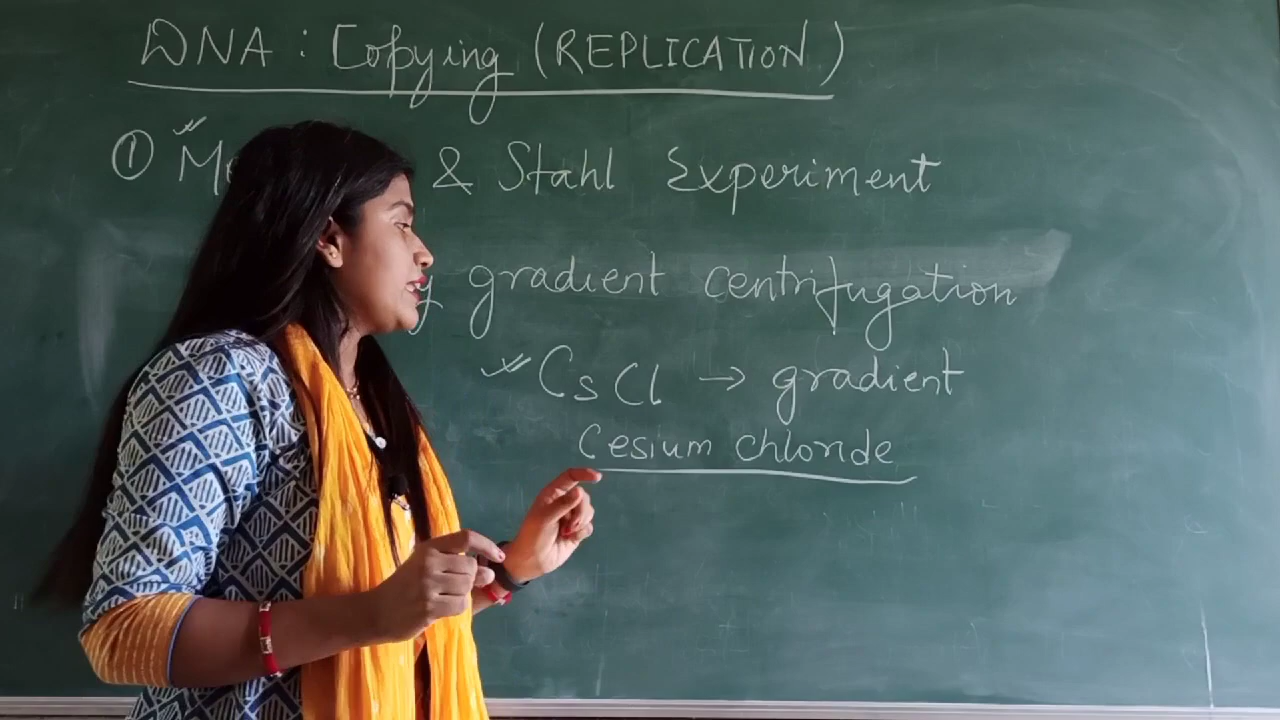 DNA : Copying (REPLICATION)
① Me & Stahl Experiment
y gradient centrifugation
CsCl → gradient
Cesium chloride